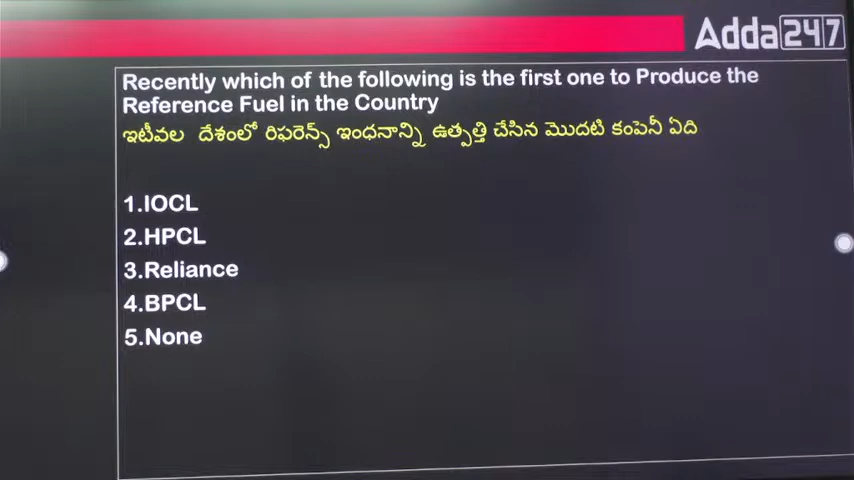 Adda247
Recently which of the following is the first one to Produce the
Reference Fuel in the Country
ఇటీవల దేశంలో రిఫరెన్స్ ఇంధనాన్ని ఉత్పత్తి చేసిన మొదటి కంపెనీ ఏది
1.IOCL
2.HPCL
3.Reliance
4.BPCL
5.None